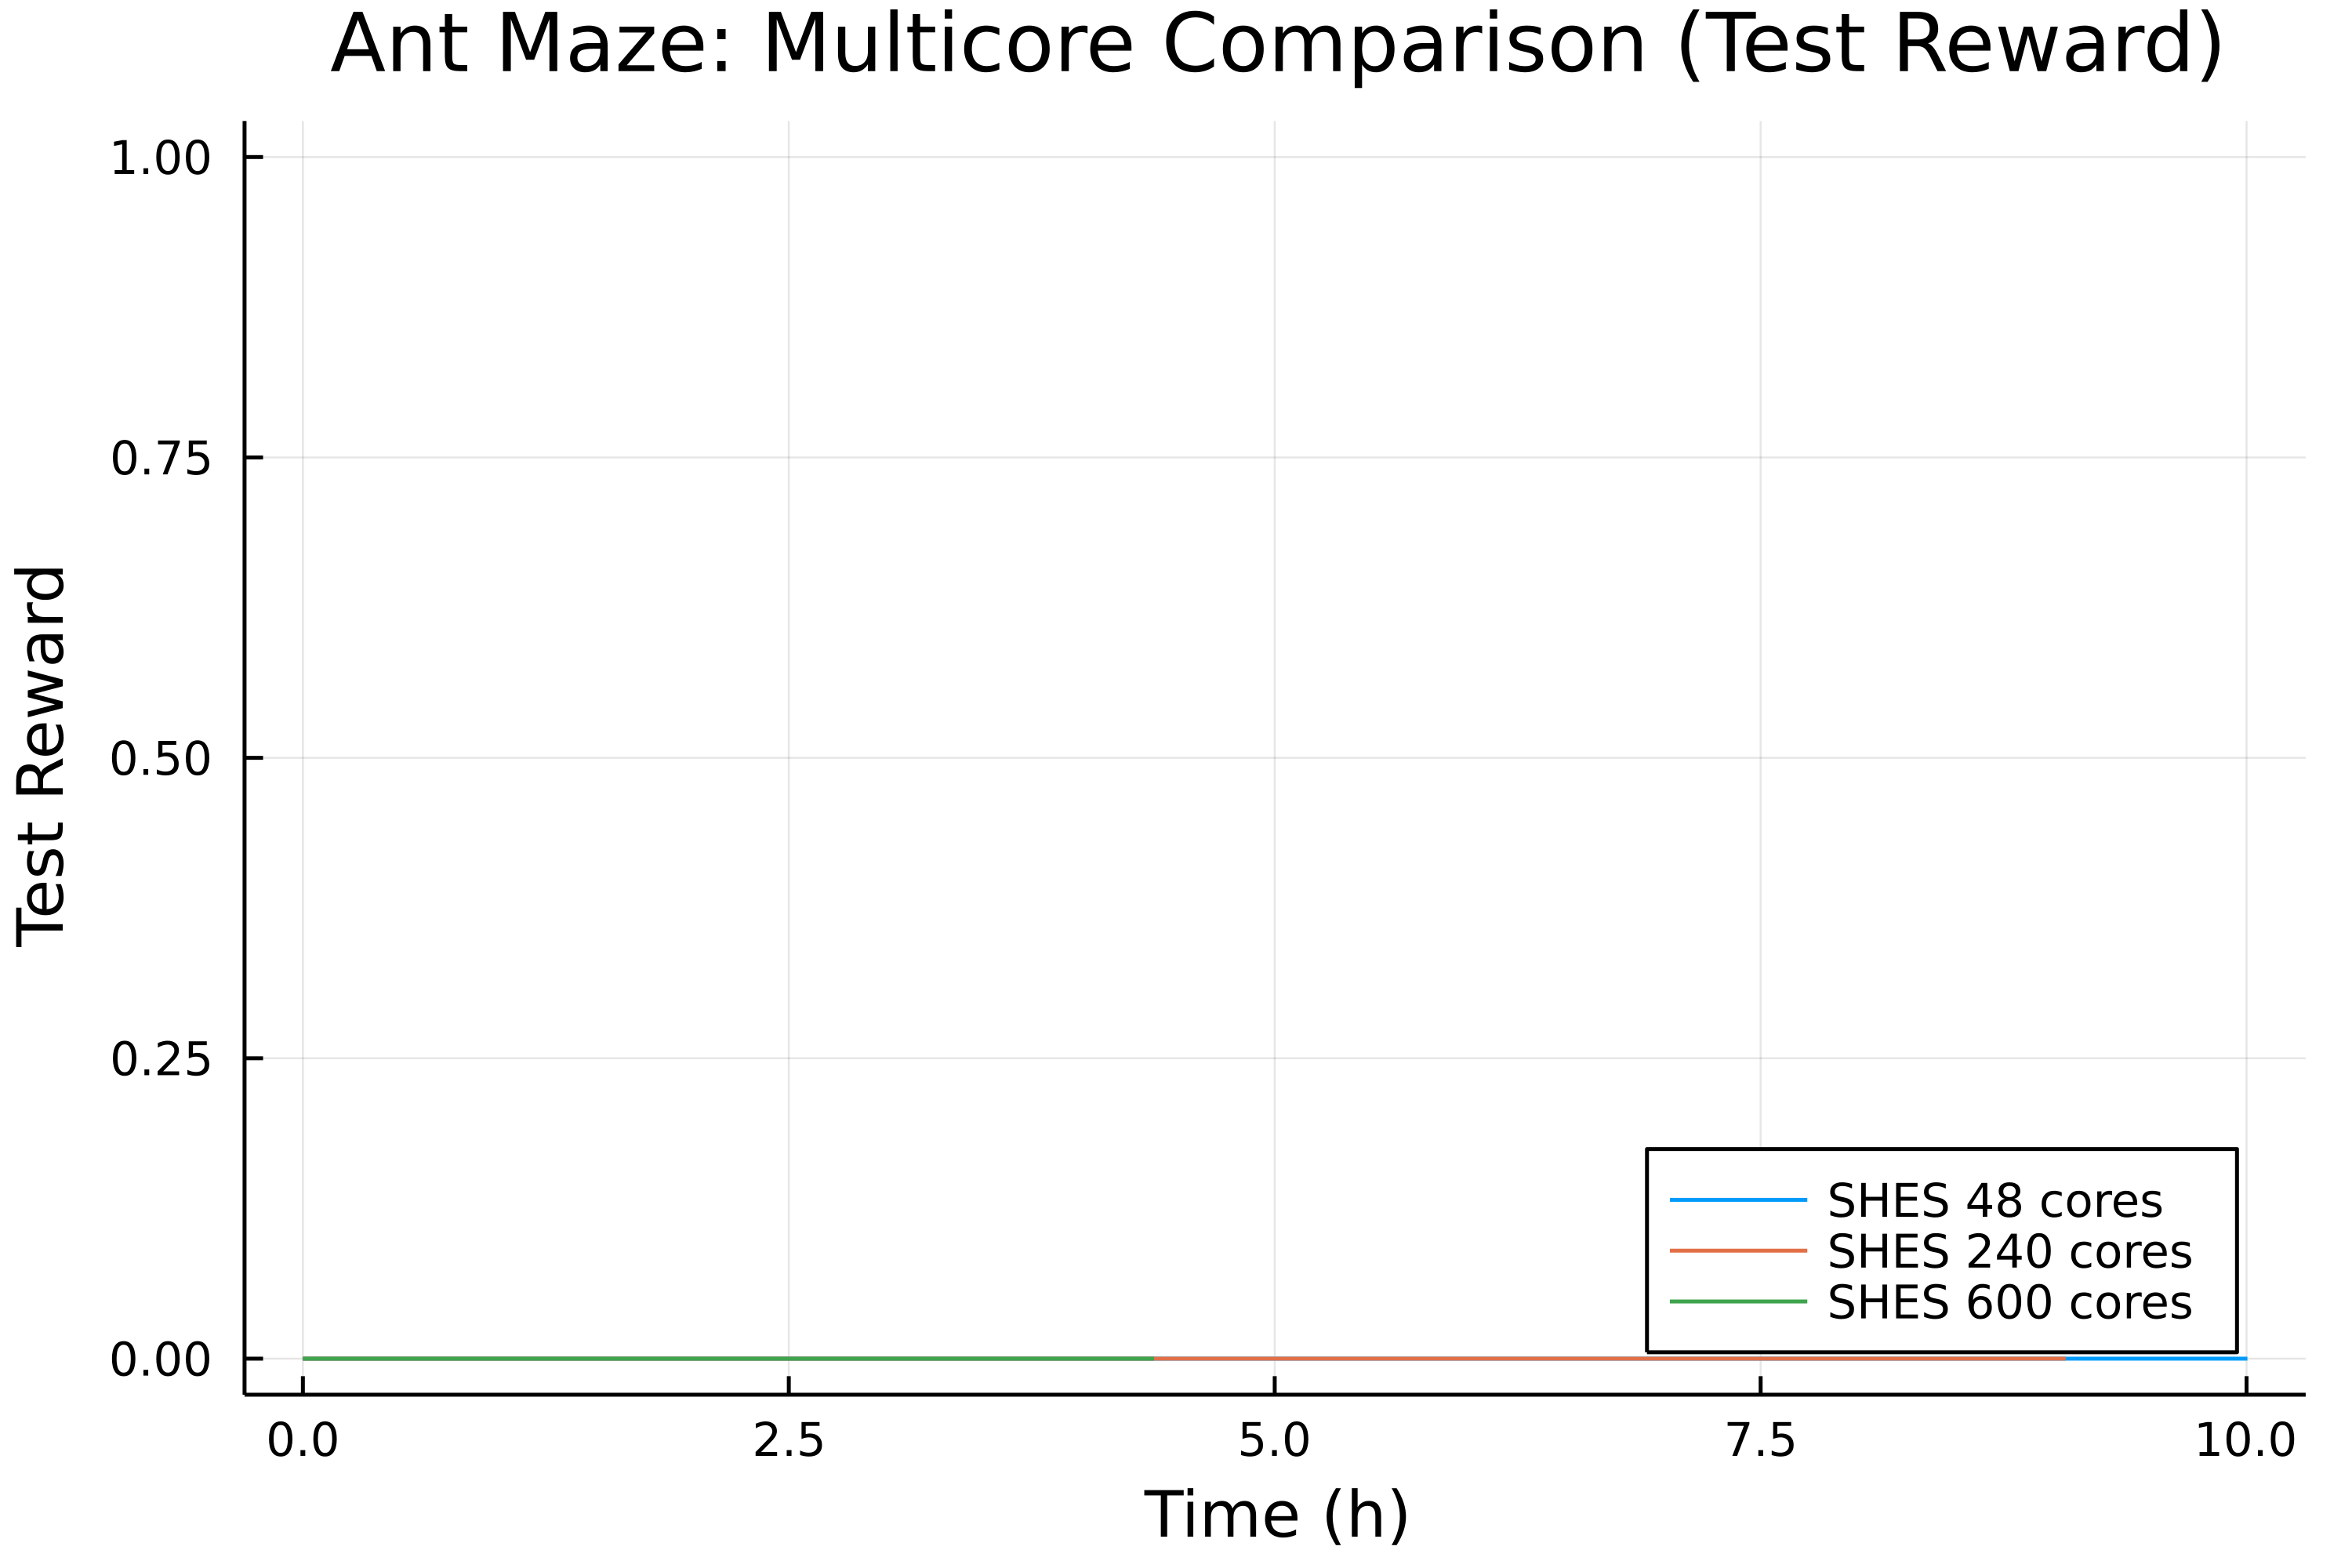 Ant Maze: Multicore Comparison (Test Reward)
Test Reward
1.00
0.75
0.50
0.25
0.00
SHES 48 cores
SHES 240 cores
SHES 600 cores
0.0 2.5 5.0 7.5 10.0
Time (h)